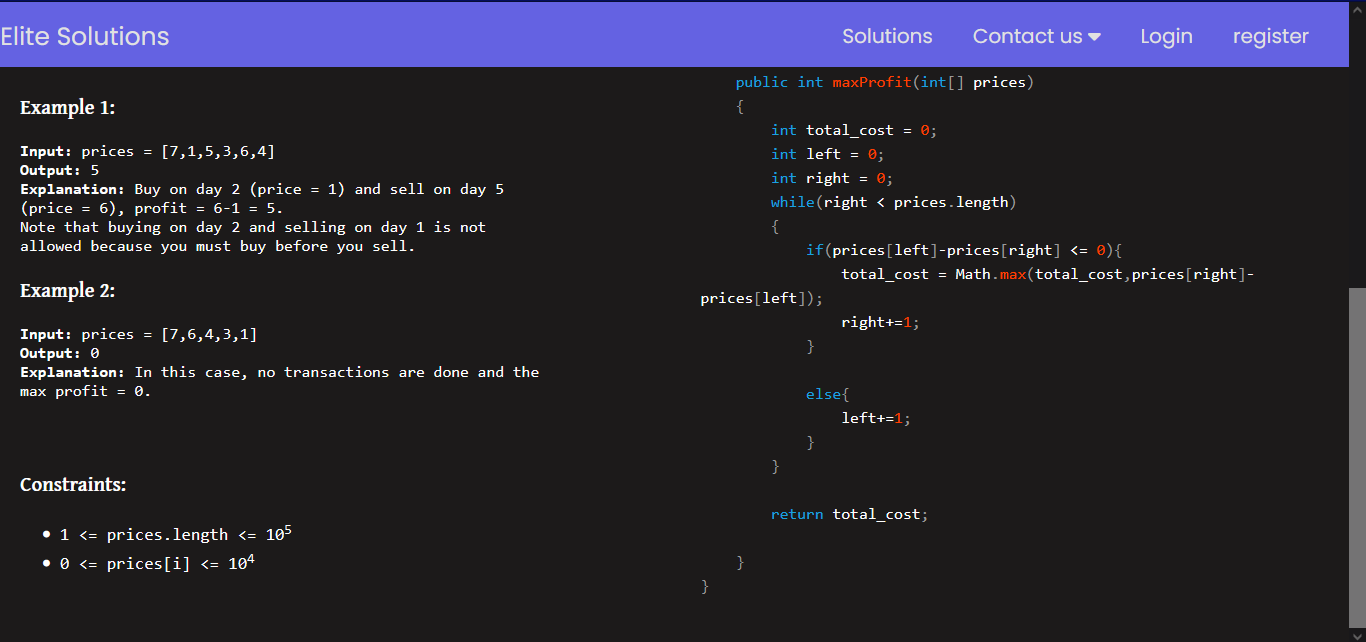 Elite Solutions
Solutions
Contact us
Login
register
Example 1:
Input: prices = [7,1,5,3,6,4]
Output: 5
Explanation: Buy on day 2 (price = 1) and sell on day 5
(price = 6), profit = 6-1 = 5.
Note that buying on day 2 and selling on day 1 is not
allowed because you must buy before you sell.
Example 2:
Input: prices = [7,6,4,3,1]
Output: 0
Explanation: In this case, no transactions are done and the
max profit = 0.
Constraints:
• 1 <= prices.length <= 10⁵
• 0 <= prices[i] <= 10⁴
public int maxProfit(int[] prices)
{
int total_cost = 0;
int left = 0;
int right = 0;
while(right < prices.length)
{
if(prices[left]-prices[right] <= 0){
total_cost = Math.max(total_cost,prices[right]-
prices[left]);
right+=1;
}
else{
left+=1;
}
}
return total_cost;
}
}